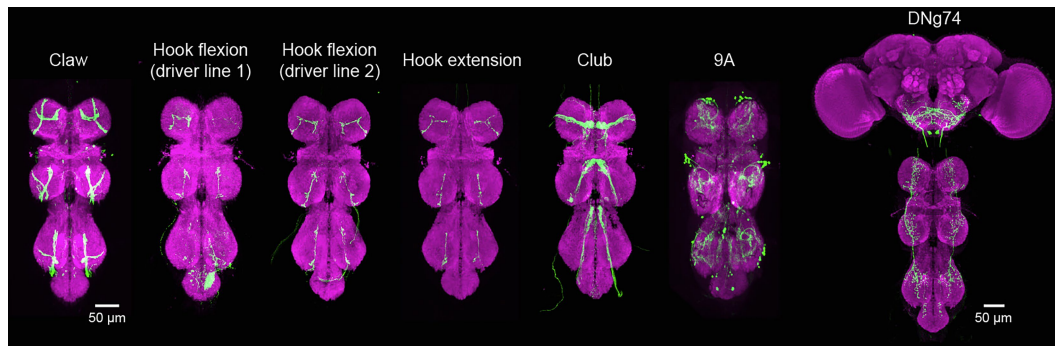 DNg74
Claw
Hook flexion
(driver line 1)
Hook flexion
(driver line 2)
Hook extension
Club
9A
50 µm
50 µm